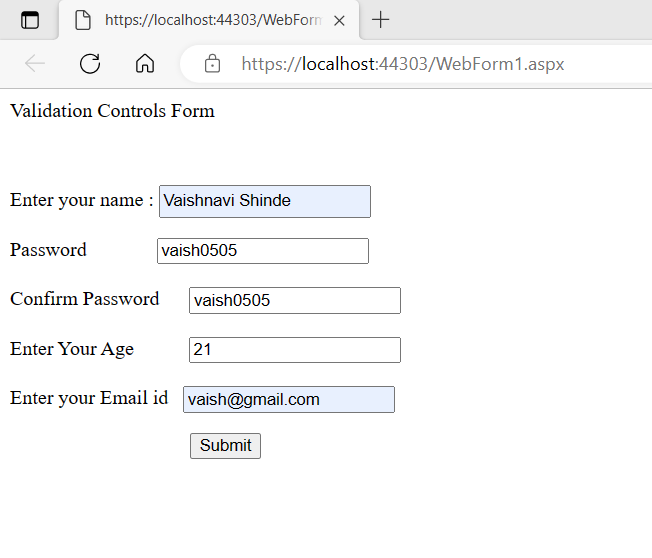 https://localhost:44303/WebForm
https://localhost:44303/WebForm1.aspx
Validation Controls Form
Enter your name : Vaishnavi Shinde
Password vaish0505
Confirm Password vaish0505
Enter Your Age 21
Enter your Email id vaish@gmail.com
Submit